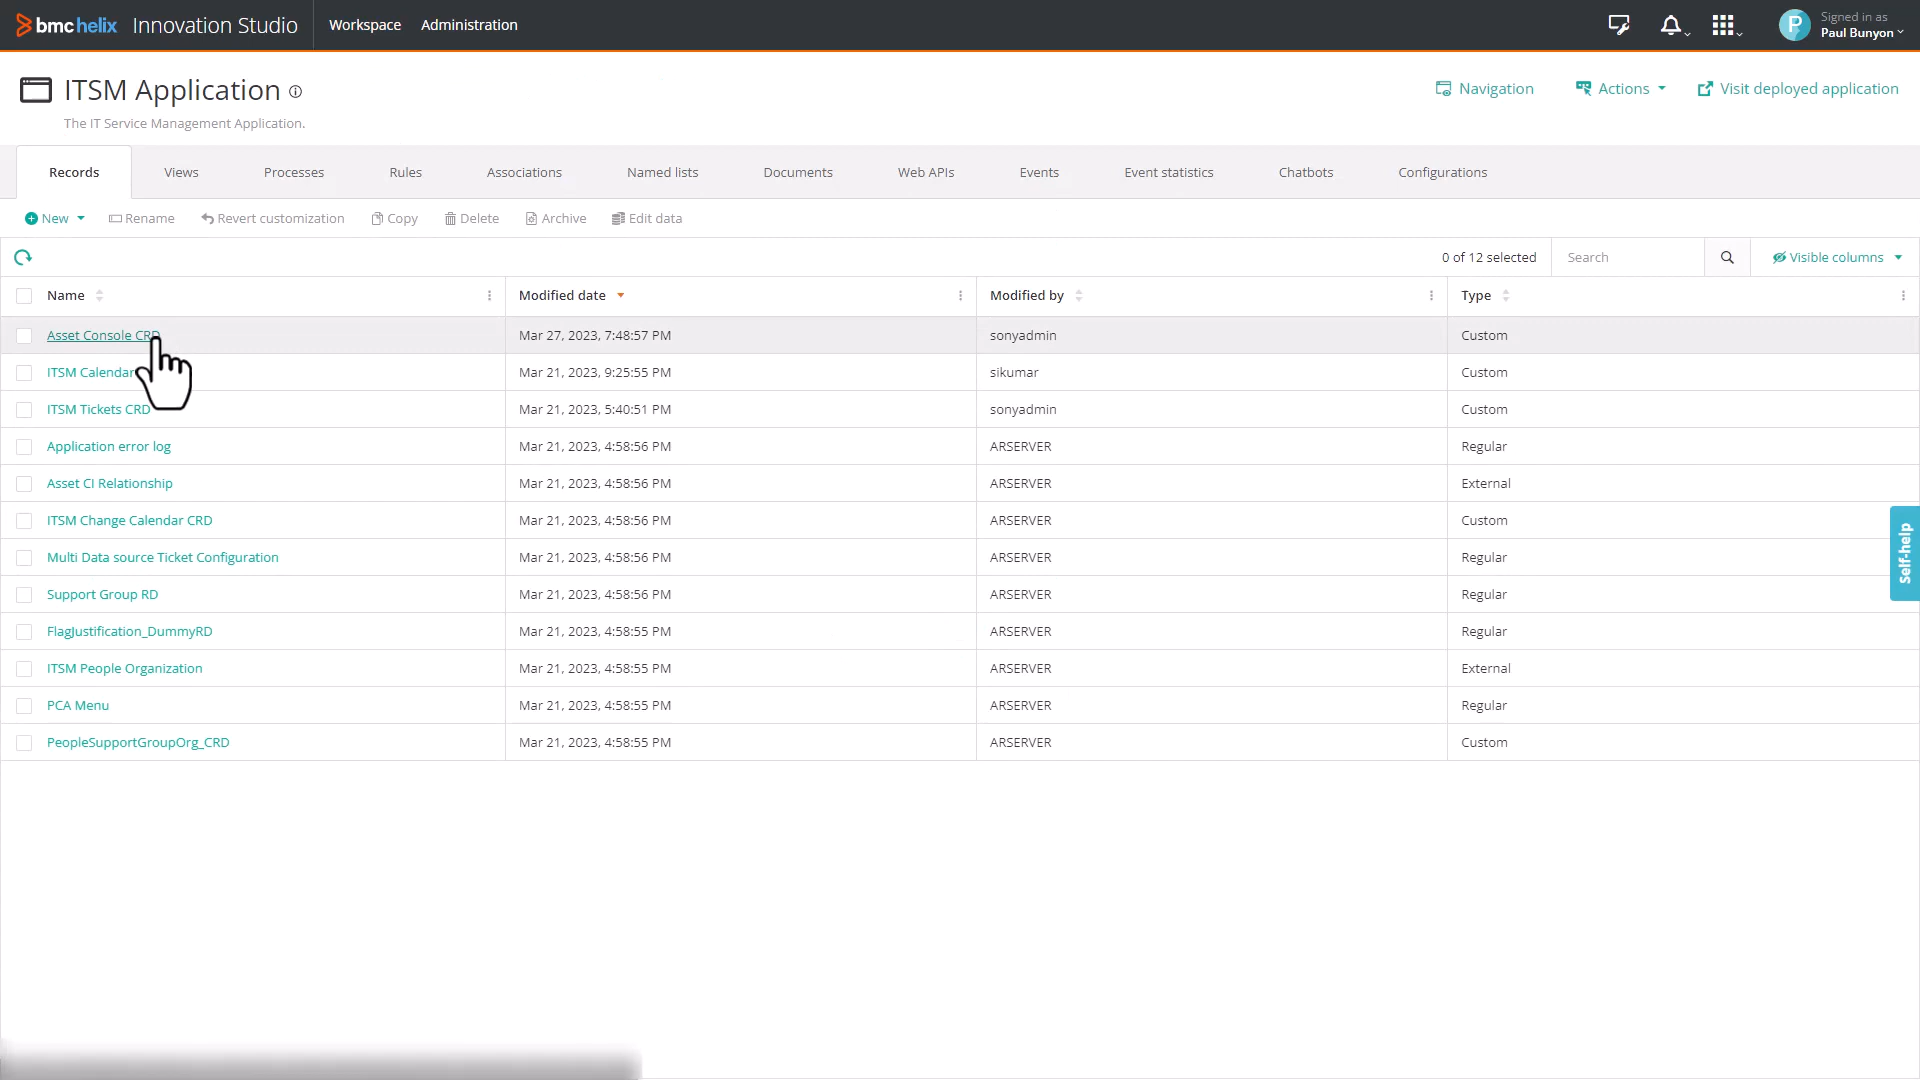 bmc helix Innovation Studio Workspace Administration
P Signed in as
Paul Bunyon
ITSM Application
The IT Service Management Application.
Navigation Actions Visit deployed application
Records Views Processes Rules Associations Named lists Documents Web APIs Events Event statistics Chatbots Configurations
New Rename Revert customization Copy Delete Archive Edit data
0 of 12 selected Search Visible columns
Name Modified date Modified by Type
Asset Console CRD Mar 27, 2023, 7:48:57 PM sonyadmin Custom
ITSM Calendar Mar 21, 2023, 9:25:55 PM sikumar Custom
ITSM Tickets CRD Mar 21, 2023, 5:40:51 PM sonyadmin Custom
Application error log Mar 21, 2023, 4:58:56 PM ARSERVER Regular
Asset CI Relationship Mar 21, 2023, 4:58:56 PM ARSERVER External
ITSM Change Calendar CRD Mar 21, 2023, 4:58:56 PM ARSERVER Custom
Multi Data source Ticket Configuration Mar 21, 2023, 4:58:56 PM ARSERVER Regular
Support Group RD Mar 21, 2023, 4:58:56 PM ARSERVER Regular
FlagJustification_DummyRD Mar 21, 2023, 4:58:55 PM ARSERVER Regular
ITSM People Organization Mar 21, 2023, 4:58:55 PM ARSERVER External
PCA Menu Mar 21, 2023, 4:58:55 PM ARSERVER Regular
PeopleSupportGroupOrg_CRD Mar 21, 2023, 4:58:55 PM ARSERVER Custom
Self-help